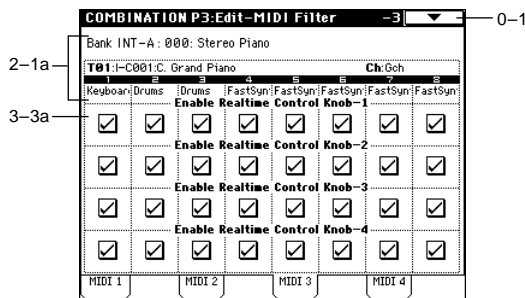 COMBINATION P3:Edit-MIDI Filter -3 0-1
Bank INT-A: 000: Stereo Piano
2-1a
T01:I-C001:C. Grand Piano Ch:Gch
1 2 3 4 5 6 7 8
Keyboard Drums Drums FastSyn FastSyn FastSyn FastSyn FastSyn
Enable Realtime Control Knob-1
3-3a
Enable Realtime Control Knob-2
Enable Realtime Control Knob-3
Enable Realtime Control Knob-4
MIDI 1 MIDI 2 MIDI 3 MIDI 4